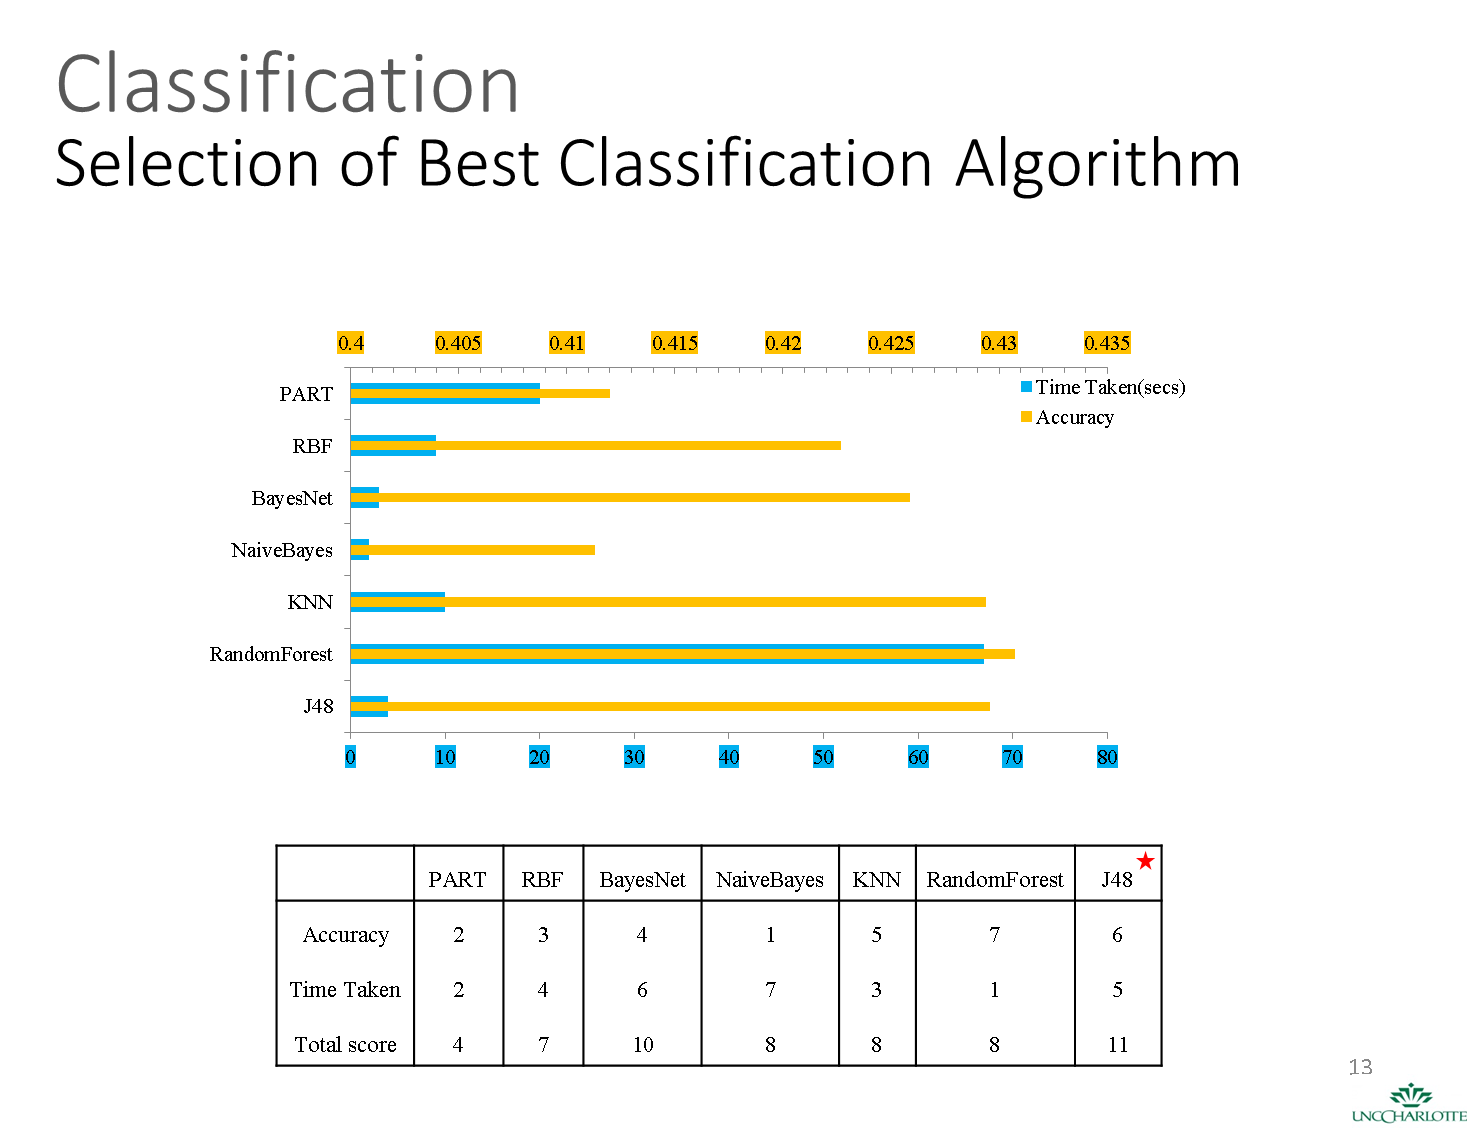 Classification
Selection of Best Classification Algorithm
0.4 0.405 0.41 0.415 0.42 0.425 0.43 0.435
Time Taken(secs)
Accuracy
PART
RBF
BayesNet
NaiveBayes
KNN
RandomForest
J48
0 10 20 30 40 50 60 70 80
PART RBF BayesNet NaiveBayes KNN RandomForest J48
Accuracy 2 3 4 1 5 7 6
Time Taken 2 4 6 7 3 1 5
Total score 4 7 10 8 8 8 11
13
UNC CHARLOTTE